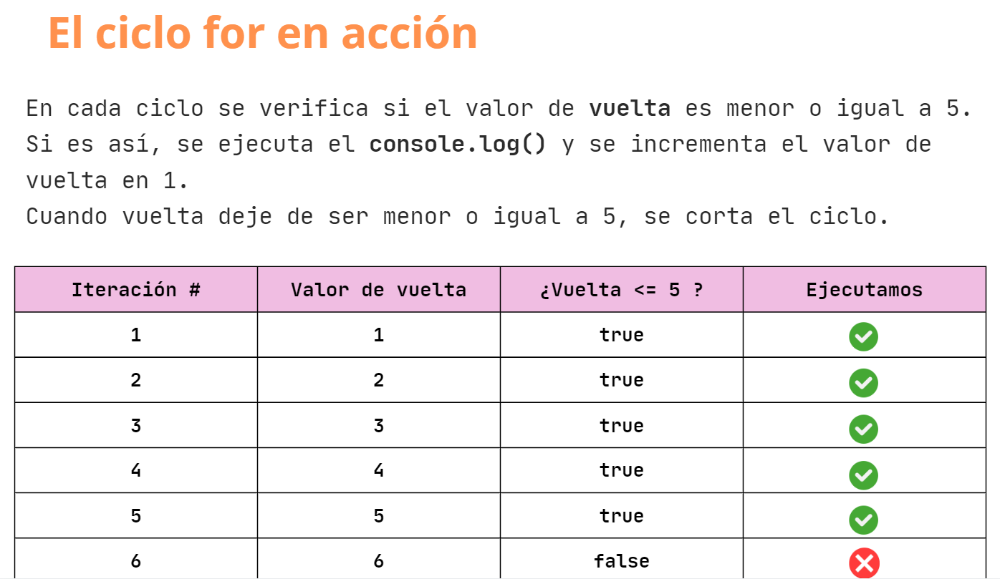 El ciclo for en acción
En cada ciclo se verifica si el valor de vuelta es menor o igual a 5.
Si es así, se ejecuta el console.log() y se incrementa el valor de
vuelta en 1.
Cuando vuelta deje de ser menor o igual a 5, se corta el ciclo.
Iteración # Valor de vuelta ¿Vuelta <= 5 ? Ejecutamos
1 1 true
2 2 true
3 3 true
4 4 true
5 5 true
6 6 false